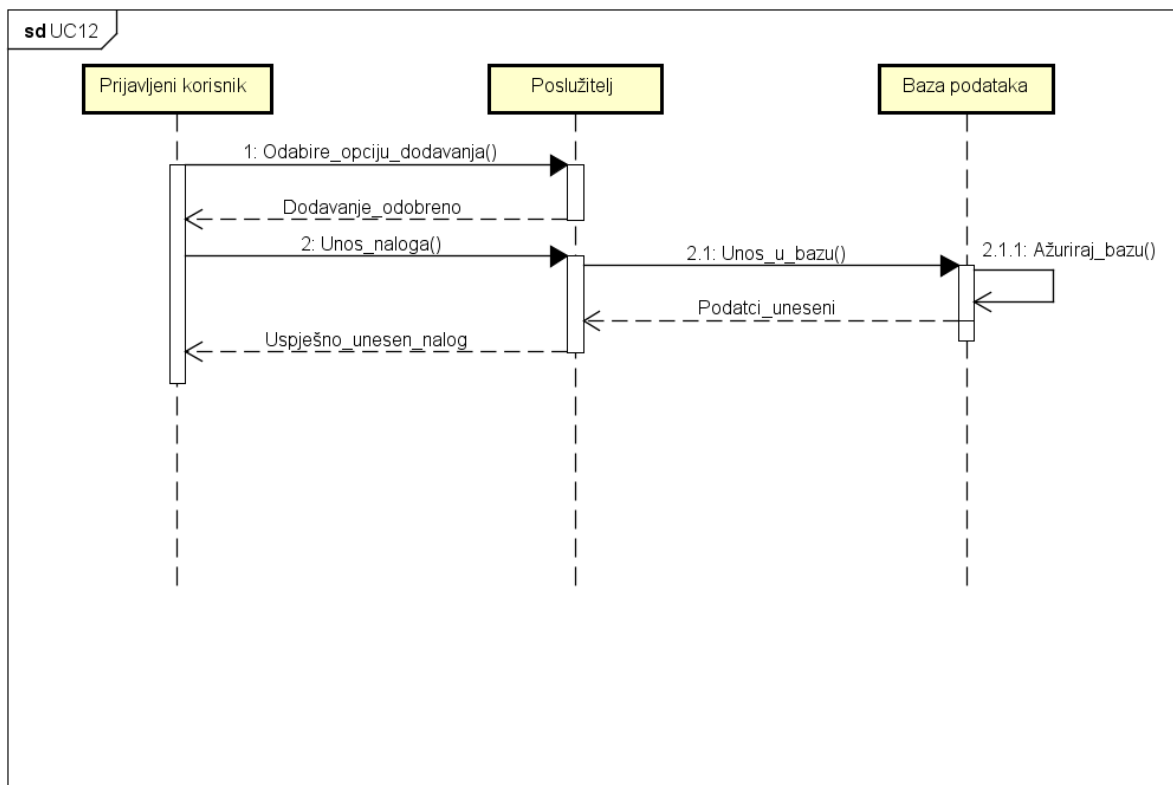 sd UC12
Prijavljeni korisnik
Poslužitelj
Baza podataka
1: Odabire_opciju_dodavanja()
Dodavanje_odobreno
2: Unos_naloga()
2.1: Unos_u_bazu()
2.1.1: Ažuriraj_bazu()
Podatci_uneseni
Uspješno_unesen_nalog